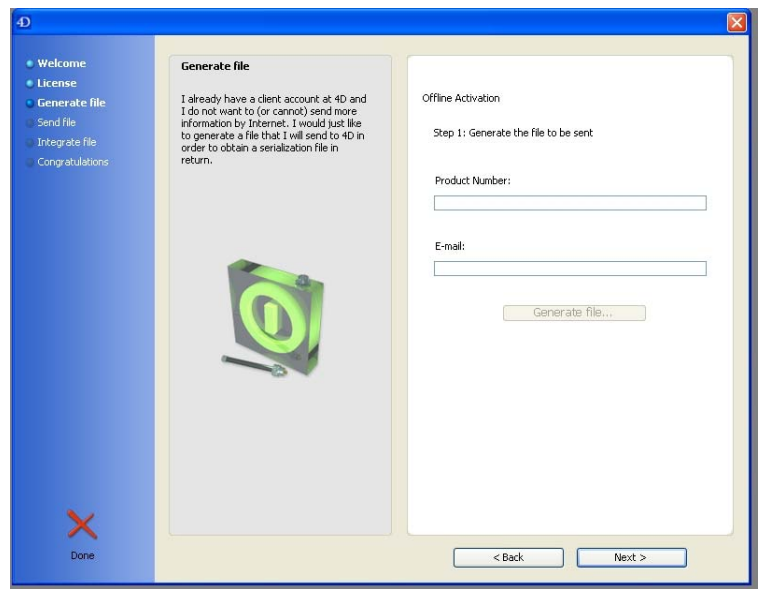 4D
Welcome
License
Generate file
Send file
Integrate file
Congratulations
Done
Generate file
I already have a client account at 4D and
I do not want to (or cannot) send more
information by Internet. I would just like
to generate a file that I will send to 4D in
order to obtain a serialization file in
return.
Offline Activation
Step 1: Generate the file to be sent
Product Number:
E-mail:
Generate file...
< Back
Next >